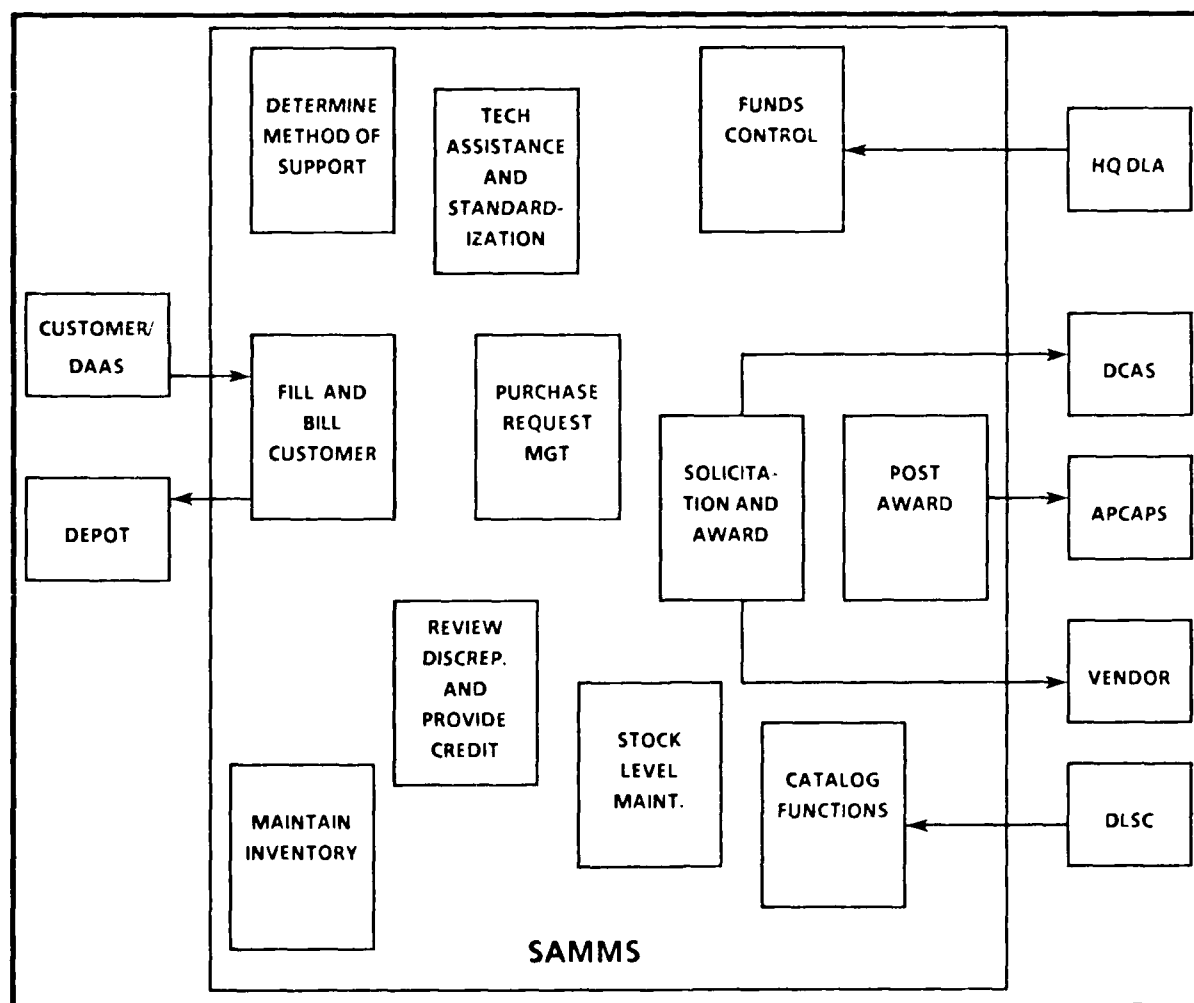 DETERMINE
METHOD OF
SUPPORT
TECH
ASSISTANCE
AND
STANDARD-
IZATION
FUNDS
CONTROL
HQ DLA
CUSTOMER/
DAAS
FILL AND
BILL
CUSTOMER
PURCHASE
REQUEST
MGT
SOLICITA-
TION AND
AWARD
POST
AWARD
DCAS
DEPOT
APCAPS
REVIEW
DISCREP.
AND
PROVIDE
CREDIT
STOCK
LEVEL
MAINT.
VENDOR
MAINTAIN
INVENTORY
CATALOG
FUNCTIONS
DLSC
SAMMS